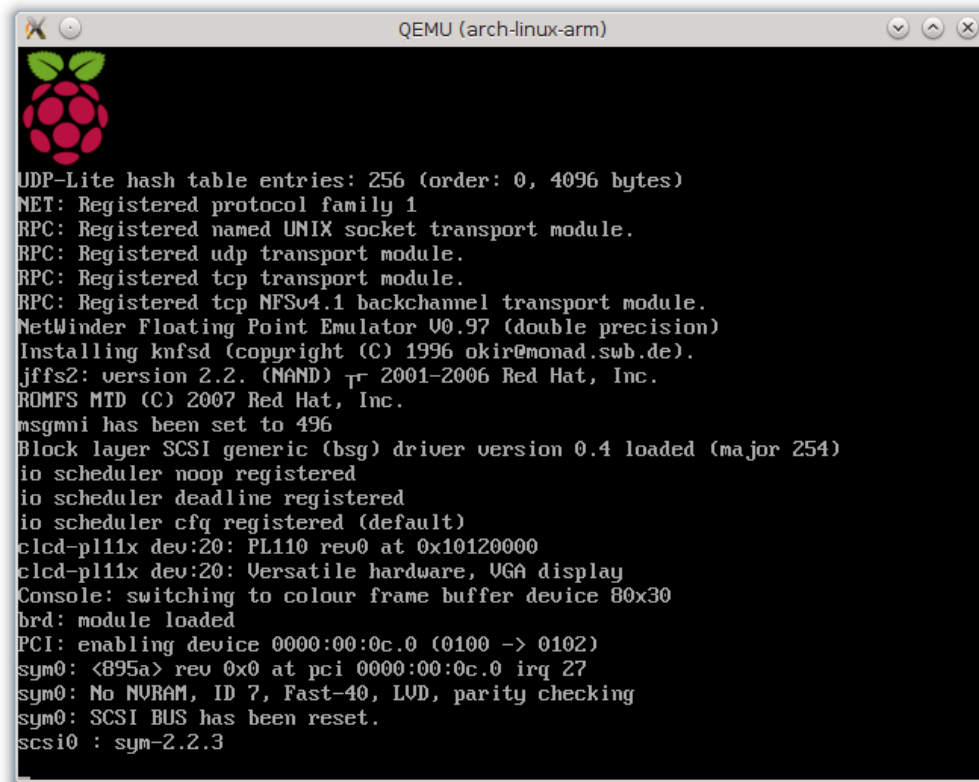 QEMU (arch-linux-arm)
UDP-Lite hash table entries: 256 (order: 0, 4096 bytes)
NET: Registered protocol family 1
RPC: Registered named UNIX socket transport module.
RPC: Registered udp transport module.
RPC: Registered tcp transport module.
RPC: Registered tcp NFSv4.1 backchannel transport module.
NetWinder Floating Point Emulator V0.97 (double precision)
Installing knfsd (copyright (C) 1996 okir@monad.swb.de).
jffs2: version 2.2. (NAND) ┬⌐ 2001-2006 Red Hat, Inc.
ROMFS MTD (C) 2007 Red Hat, Inc.
msgmni has been set to 496
Block layer SCSI generic (bsg) driver version 0.4 loaded (major 254)
io scheduler noop registered
io scheduler deadline registered
io scheduler cfq registered (default)
clcd-pl11x dev:20: PL110 rev0 at 0x10120000
clcd-pl11x dev:20: Versatile hardware, VGA display
Console: switching to colour frame buffer device 80x30
brd: module loaded
PCI: enabling device 0000:00:0c.0 (0100 -> 0102)
sym0: <895a> rev 0x0 at pci 0000:00:0c.0 irq 27
sym0: No NVRAM, ID 7, Fast-40, LVD, parity checking
sym0: SCSI BUS has been reset.
scsi0 : sym-2.2.3